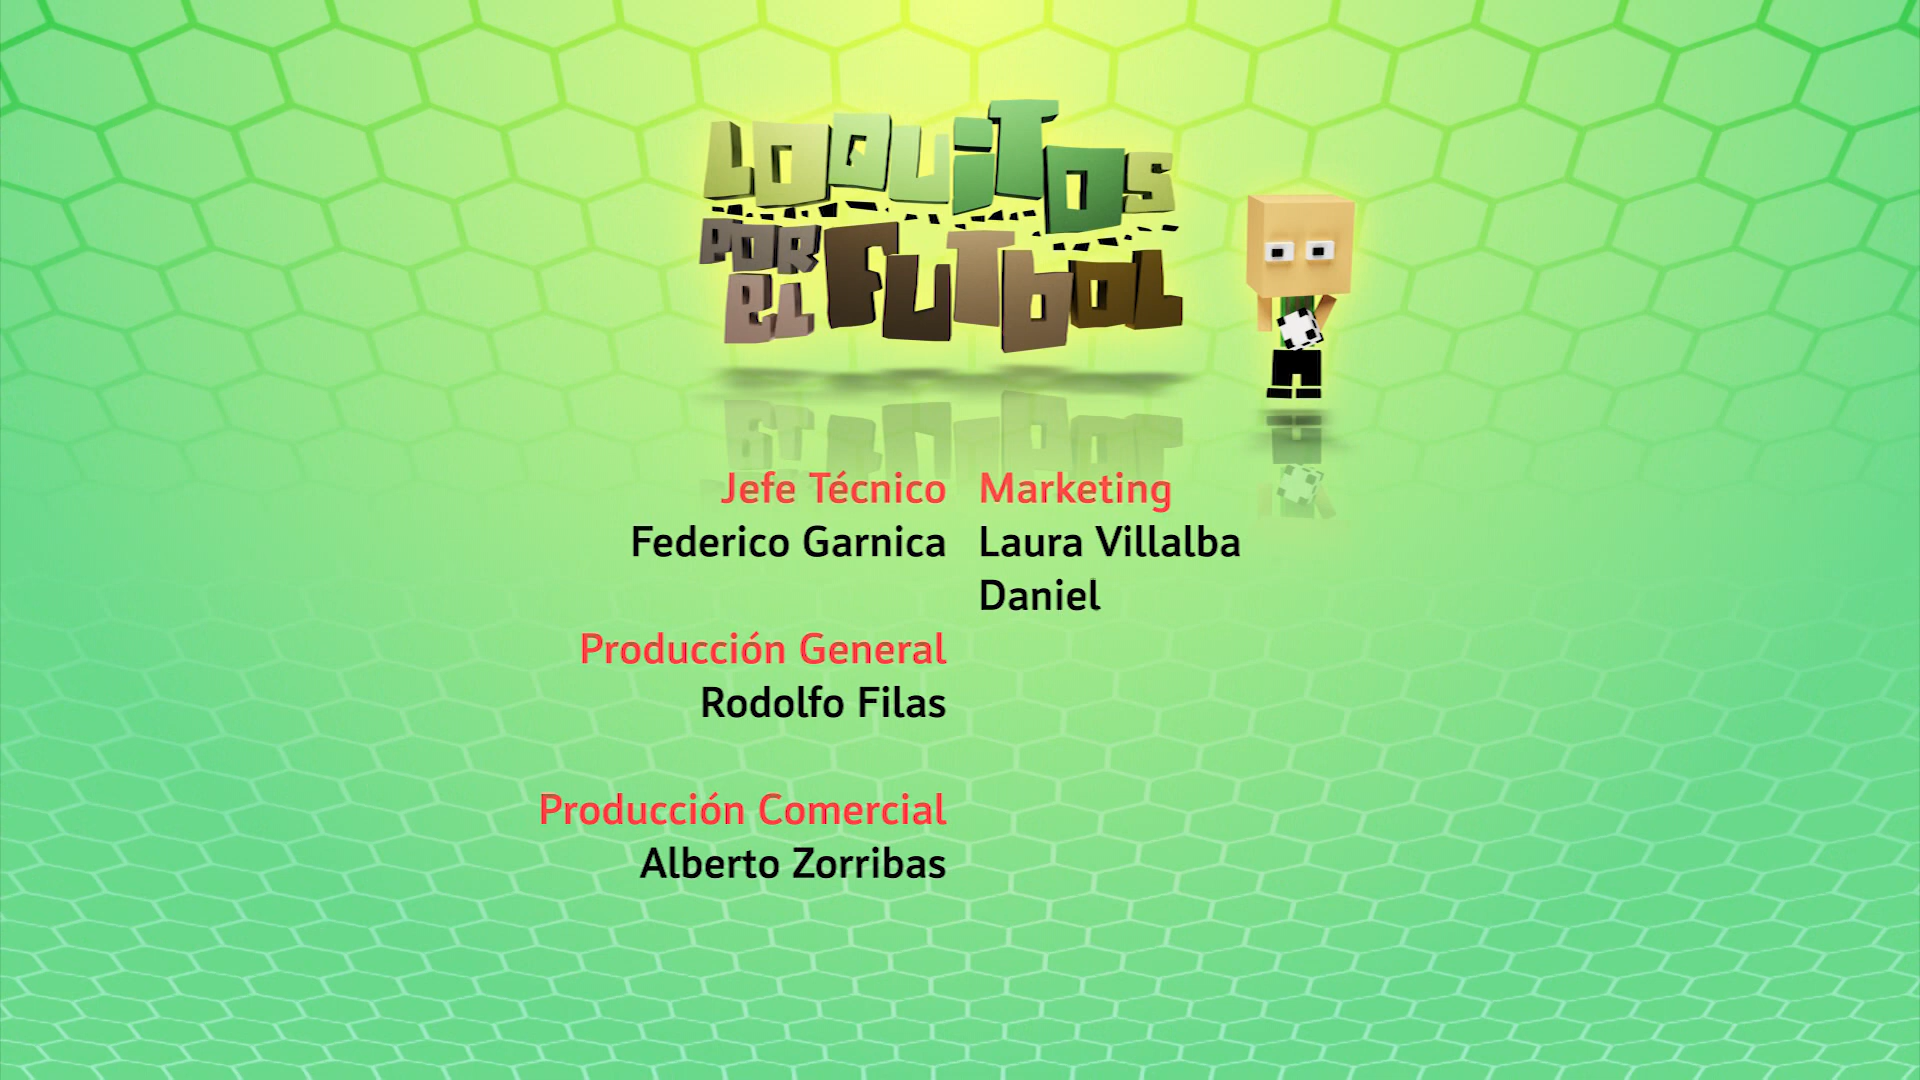 LOQUITOS
POR EL FUTBOL
Jefe Técnico
Federico Garnica
Producción General
Rodolfo Filas
Producción Comercial
Alberto Zorribas
Marketing
Laura Villalba
Daniel